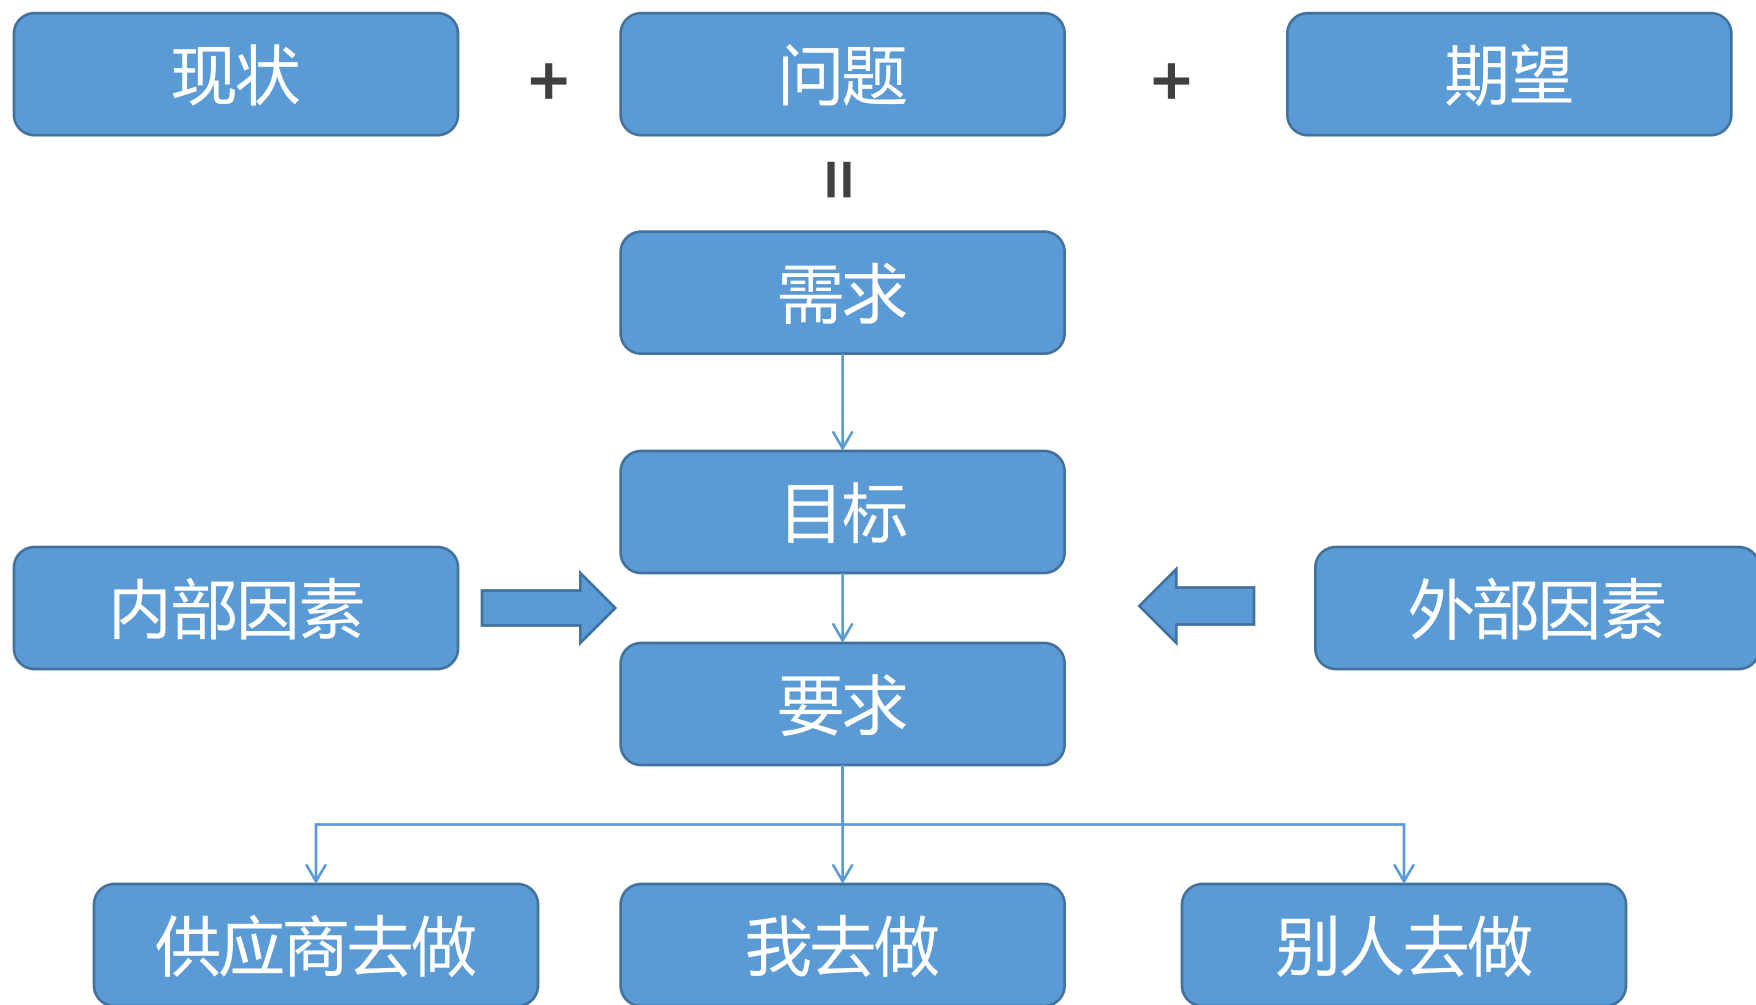 现状
+
问题
+
期望
=
需求
目标
内部因素
外部因素
要求
供应商去做
我去做
别人去做